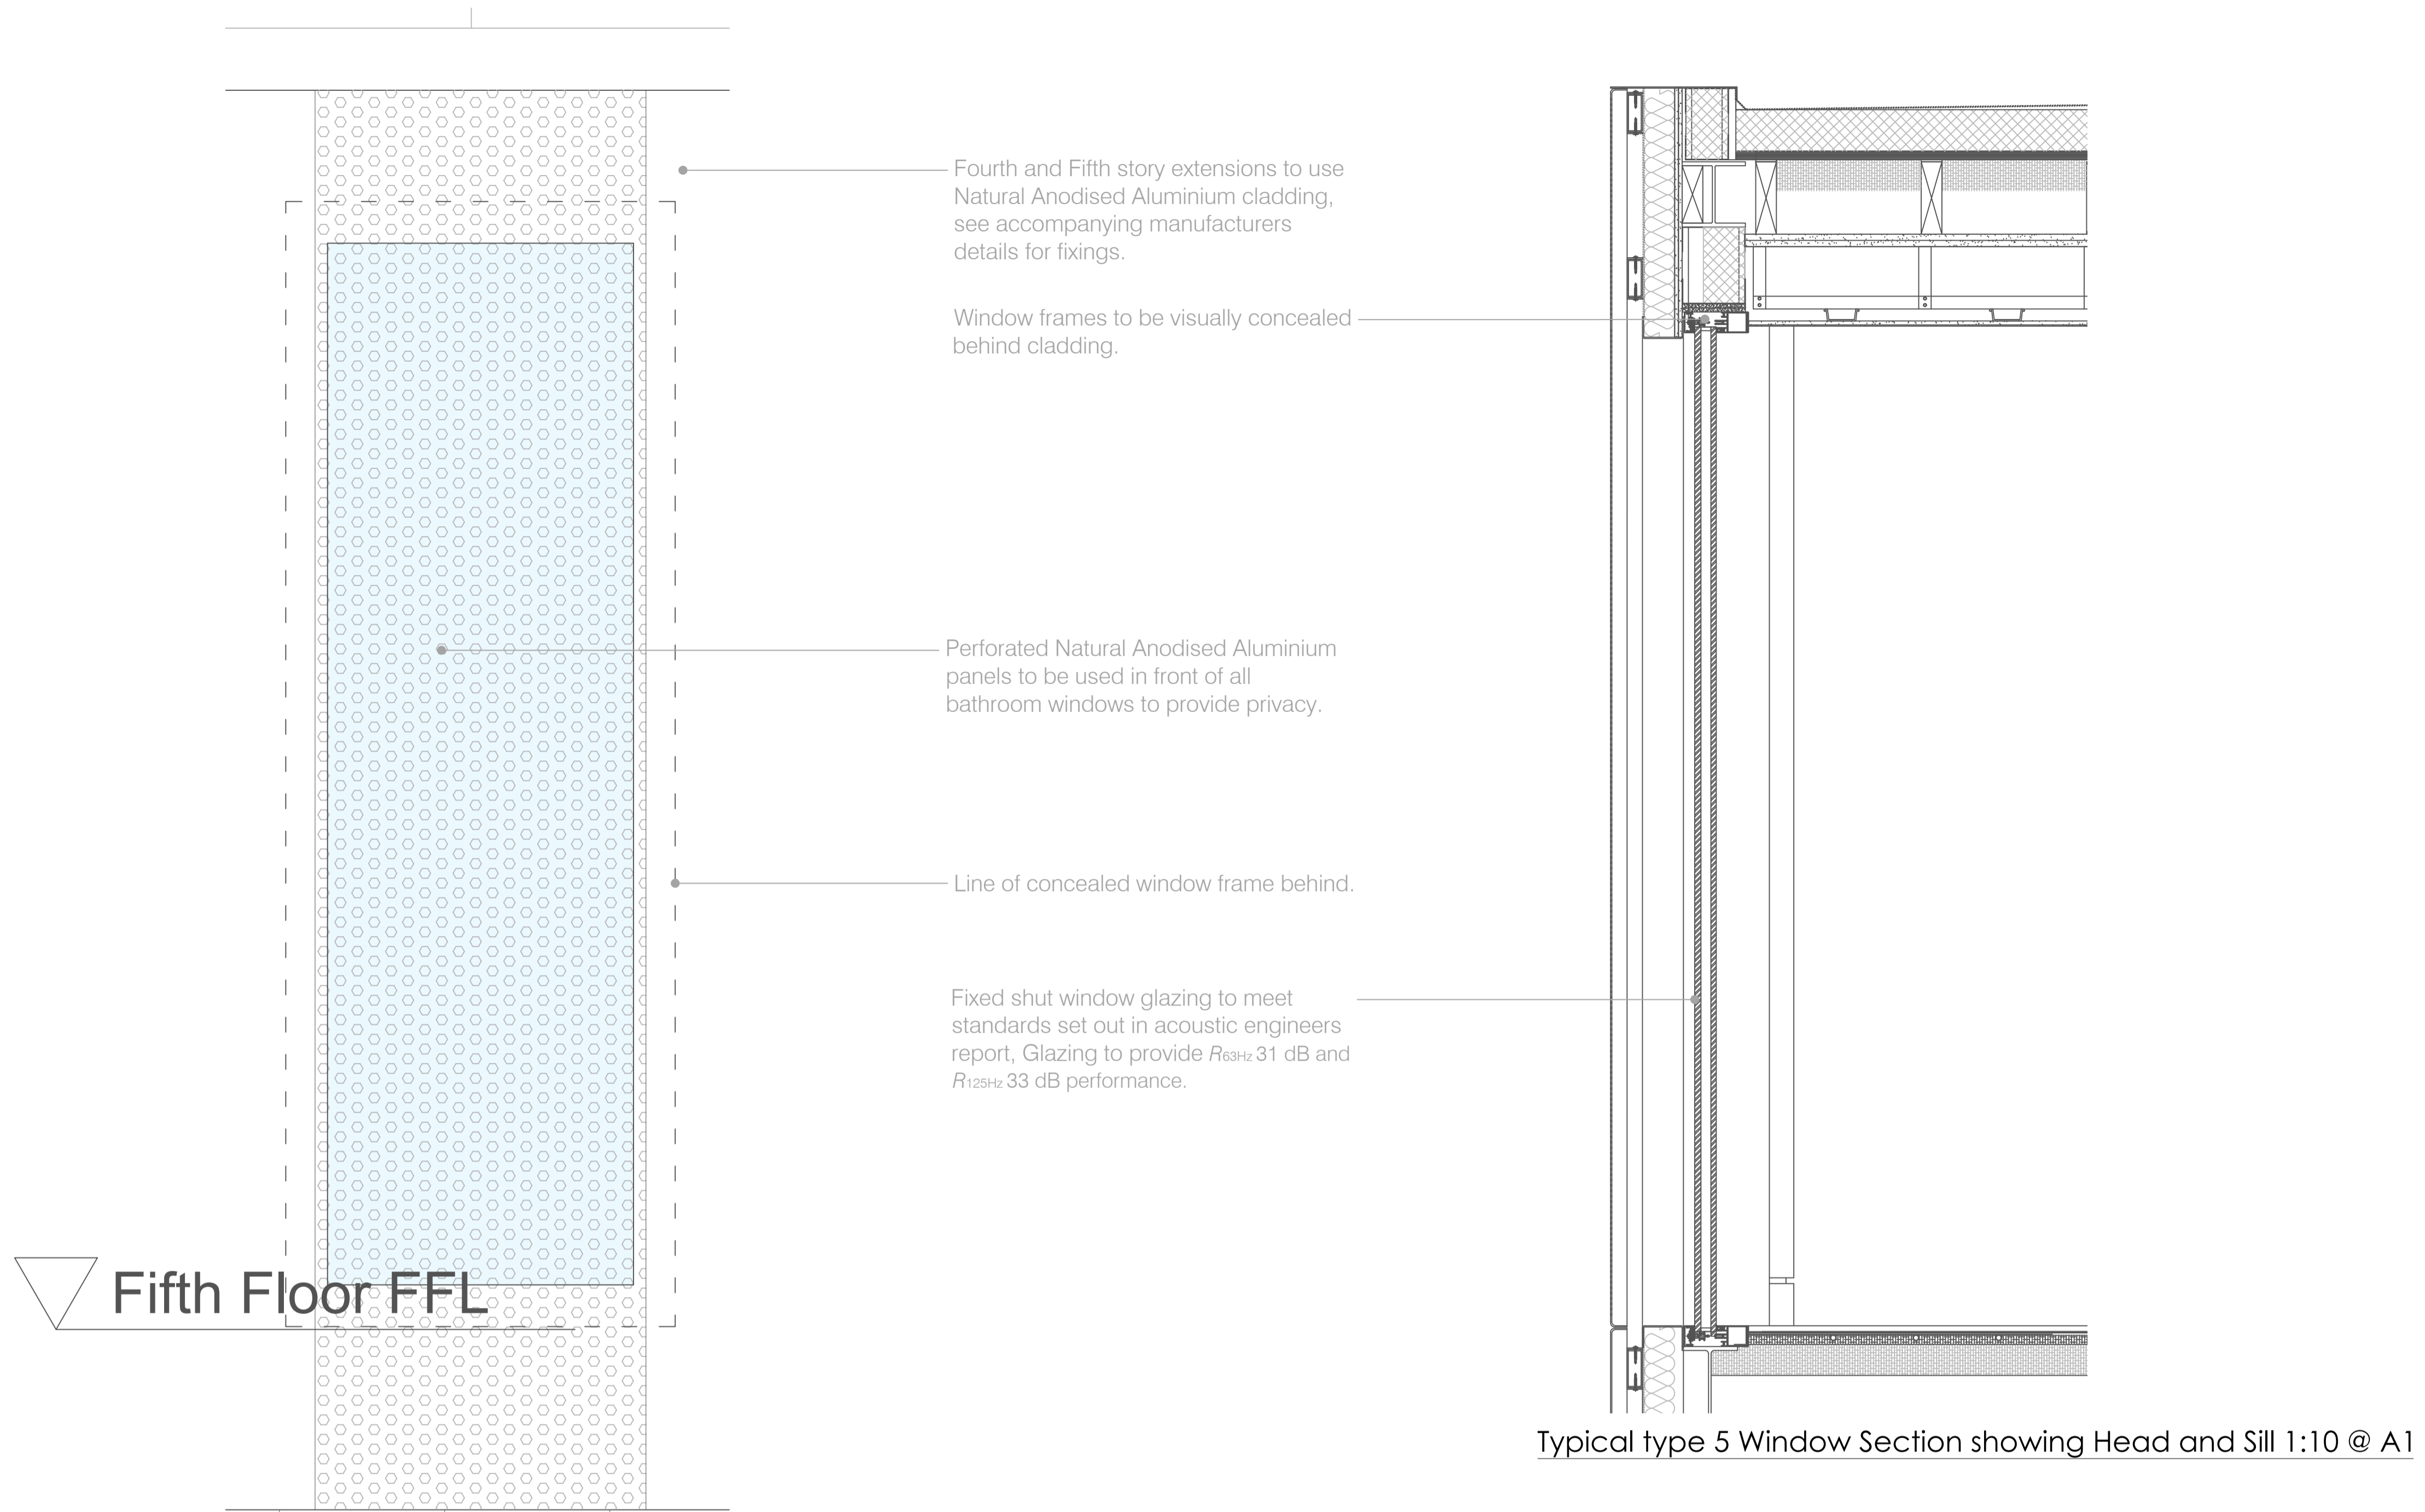 Fourth and Fifth story extensions to use
Natural Anodised Aluminium cladding,
see accompanying manufacturers
details for fixings.
Window frames to be visually concealed
behind cladding.
Perforated Natural Anodised Aluminium
panels to be used in front of all
bathroom windows to provide privacy.
Line of concealed window frame behind.
Fixed shut window glazing to meet
standards set out in acoustic engineers
report, Glazing to provide R63Hz 31 dB and
R125Hz 33 dB performance.
Fifth Floor FFL
Typical type 5 Window Section showing Head and Sill 1:10 @ A1